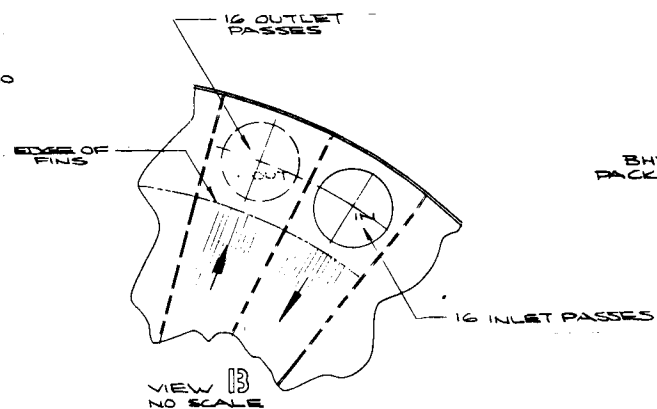 16 OUTLET
PASSES
EDGE OF
FINS
OUT
IN
16 INLET PASSES
VIEW B
NO SCALE